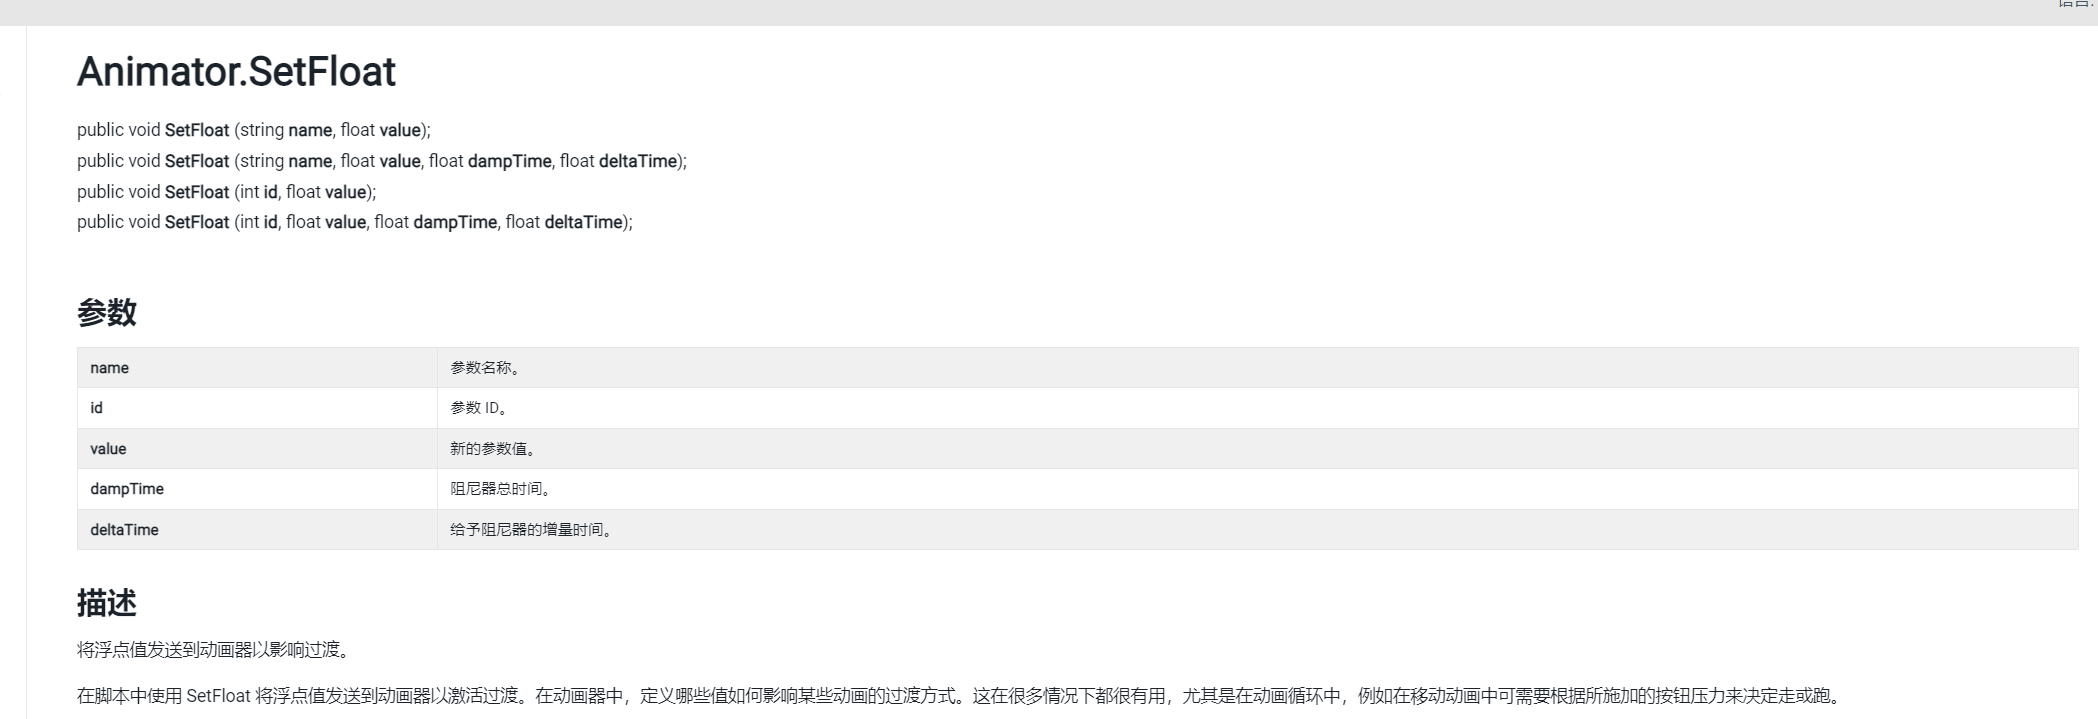 语言:
Animator.SetFloat
public void SetFloat (string name, float value);
public void SetFloat (string name, float value, float dampTime, float deltaTime);
public void SetFloat (int id, float value);
public void SetFloat (int id, float value, float dampTime, float deltaTime);
参数
name 参数名称。
id 参数 ID。
value 新的参数值。
dampTime 阻尼器总时间。
deltaTime 给予阻尼器的增量时间。
描述
将浮点值发送到动画器以影响过渡。
在脚本中使用 SetFloat 将浮点值发送到动画器以激活过渡。在动画器中，定义哪些值如何影响某些动画的过渡方式。这在很多情况下都很有用，尤其是在动画循环中，例如在移动动画中可需要根据所施加的按钮压力来决定走或跑。